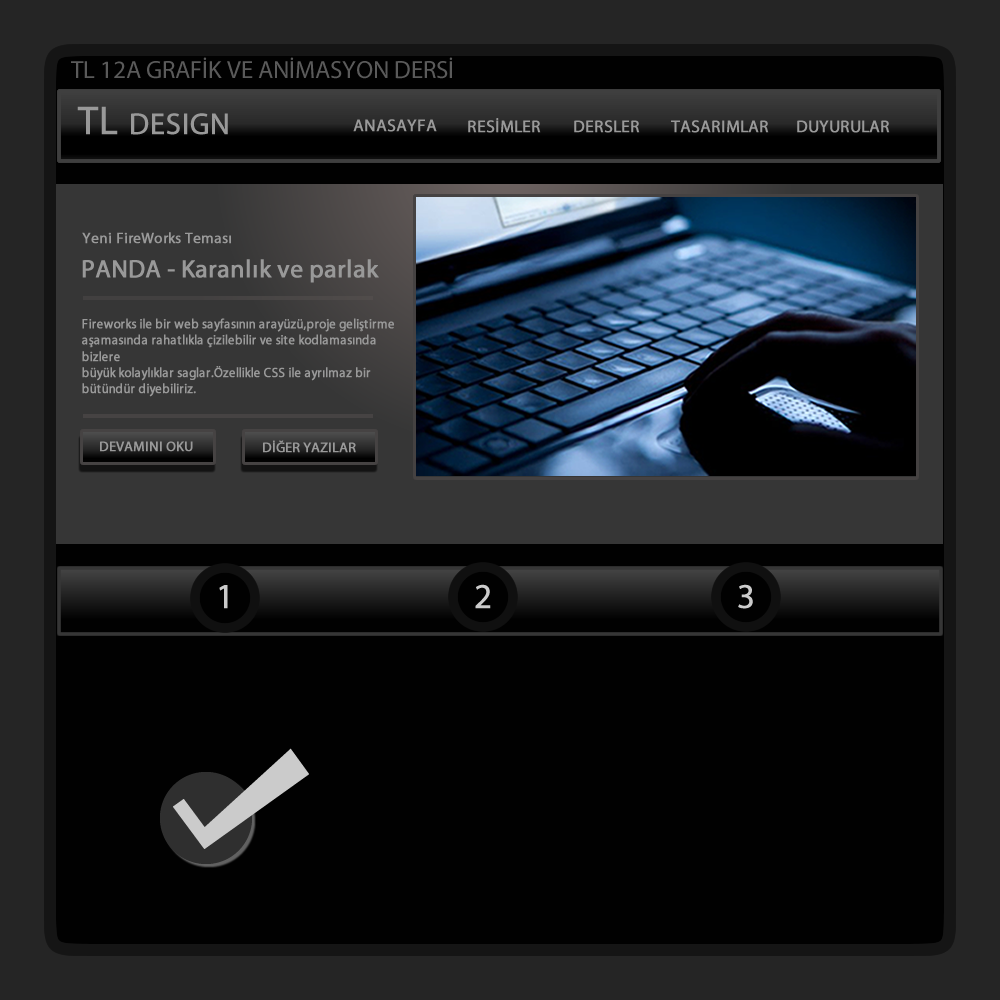 TL 12A GRAFİK VE ANİMASYON DERSİ
TL DESIGN
ANASAYFA RESİMLER DERSLER TASARIMLAR DUYURULAR
Yeni FireWorks Teması
PANDA - Karanlık ve parlak
Fireworks ile bir web sayfasının arayüzü,proje geliştirme
aşamasında rahatlıkla çizilebilir ve site kodlamasında
bizlere
büyük kolaylıklar saglar.Özellikle CSS ile ayrılmaz bir
bütündür diyebiliriz.
DEVAMINI OKU DİĞER YAZILAR
1 2 3